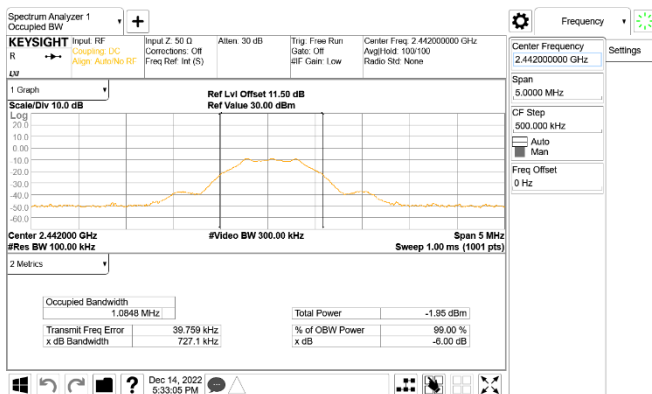 Spectrum Analyzer 1
Occupied BW
Frequency
KEYSIGHT
R
LXI
Input: RF
Coupling: DC
Align: Auto/No RF
Input Z: 50 Ω
Corrections: Off
Freq Ref: Int (S)
Atten: 30 dB
Trig: Free Run
Gate: Off
#IF Gain: Low
Center Freq: 2.442000000 GHz
Avg|Hold: 100/100
Radio Std: None
Center Frequency
2.442000000 GHz
Settings
Span
5.0000 MHz
CF Step
500.000 kHz
Auto
Man
Freq Offset
0 Hz
1 Graph
Scale/Div 10.0 dB
Ref Lvl Offset 11.50 dB
Ref Value 30.00 dBm
Log
20.0
10.0
0.00
-10.0
-20.0
-30.0
-40.0
-50.0
-60.0
Center 2.442000 GHz
#Res BW 100.00 kHz
#Video BW 300.00 kHz
Span 5 MHz
Sweep 1.00 ms (1001 pts)
2 Metrics
Occupied Bandwidth
1.0848 MHz
Total Power -1.95 dBm
Transmit Freq Error 39.759 kHz
% of OBW Power 99.00 %
x dB Bandwidth 727.1 kHz
x dB -6.00 dB
?
Dec 14, 2022
5:33:05 PM